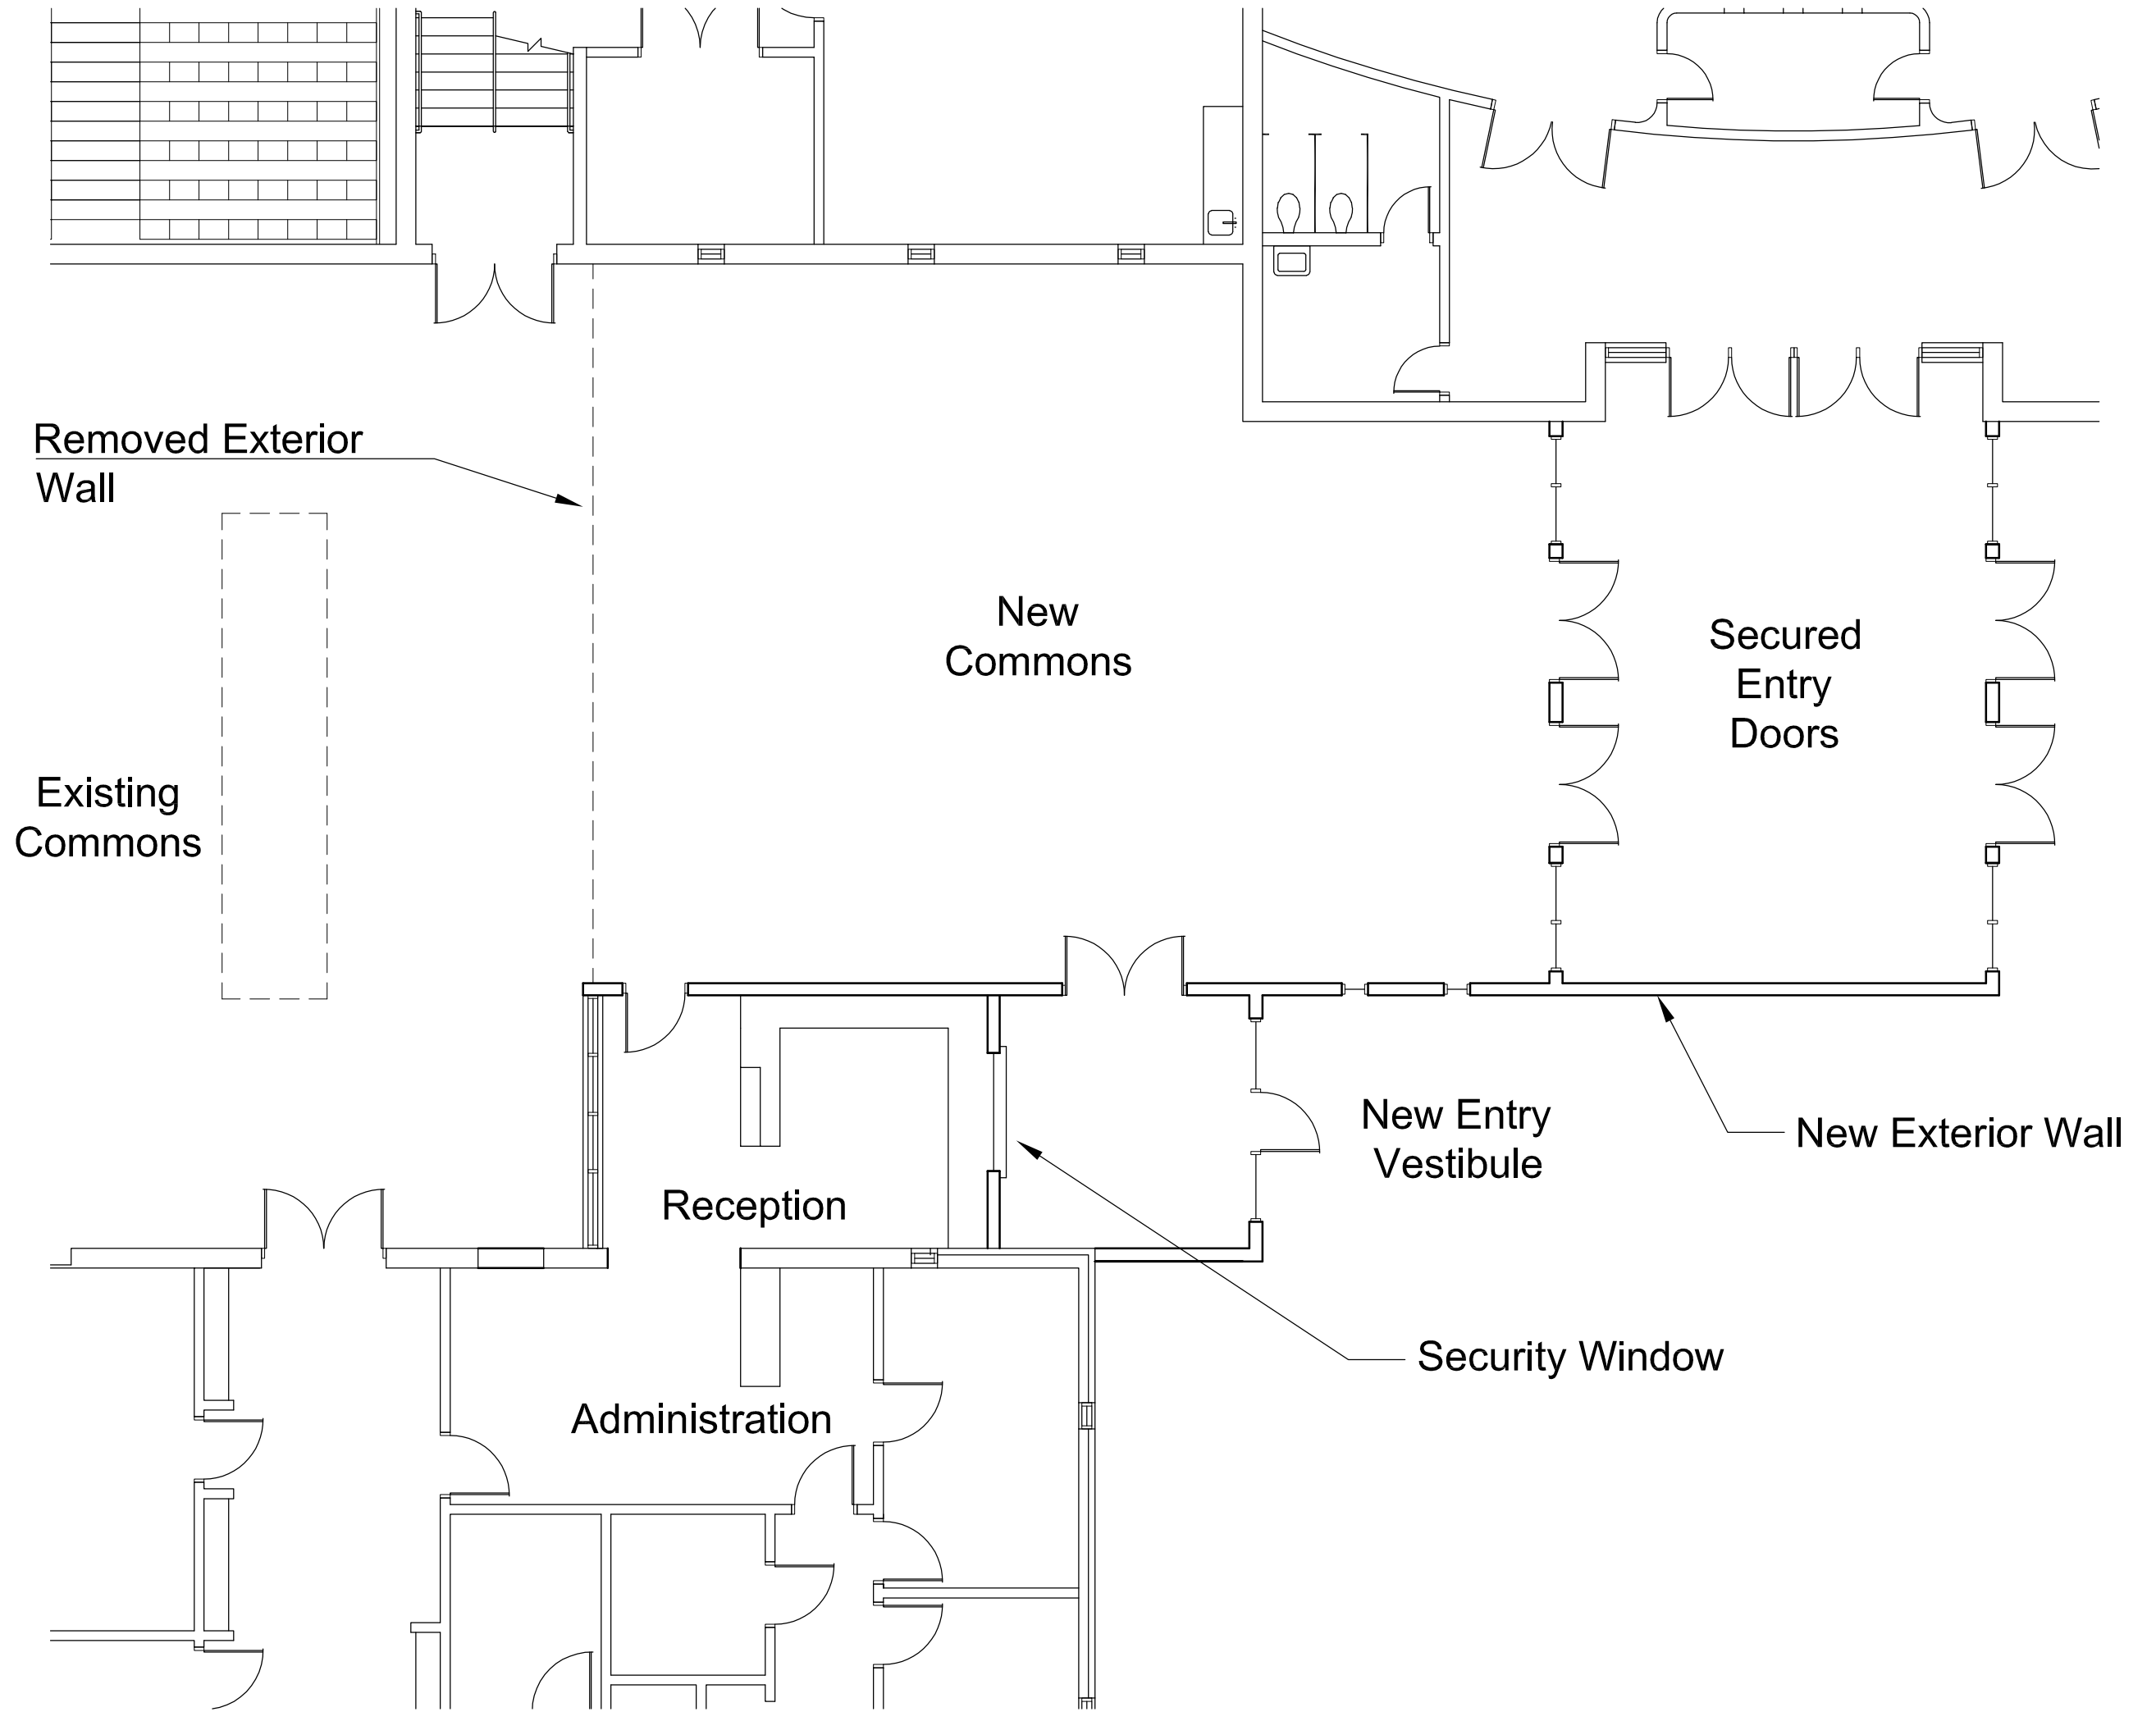 Removed Exterior
Wall
New
Commons
Secured
Entry
Doors
Existing
Commons
New Entry
Vestibule
New Exterior Wall
Reception
Security Window
Administration